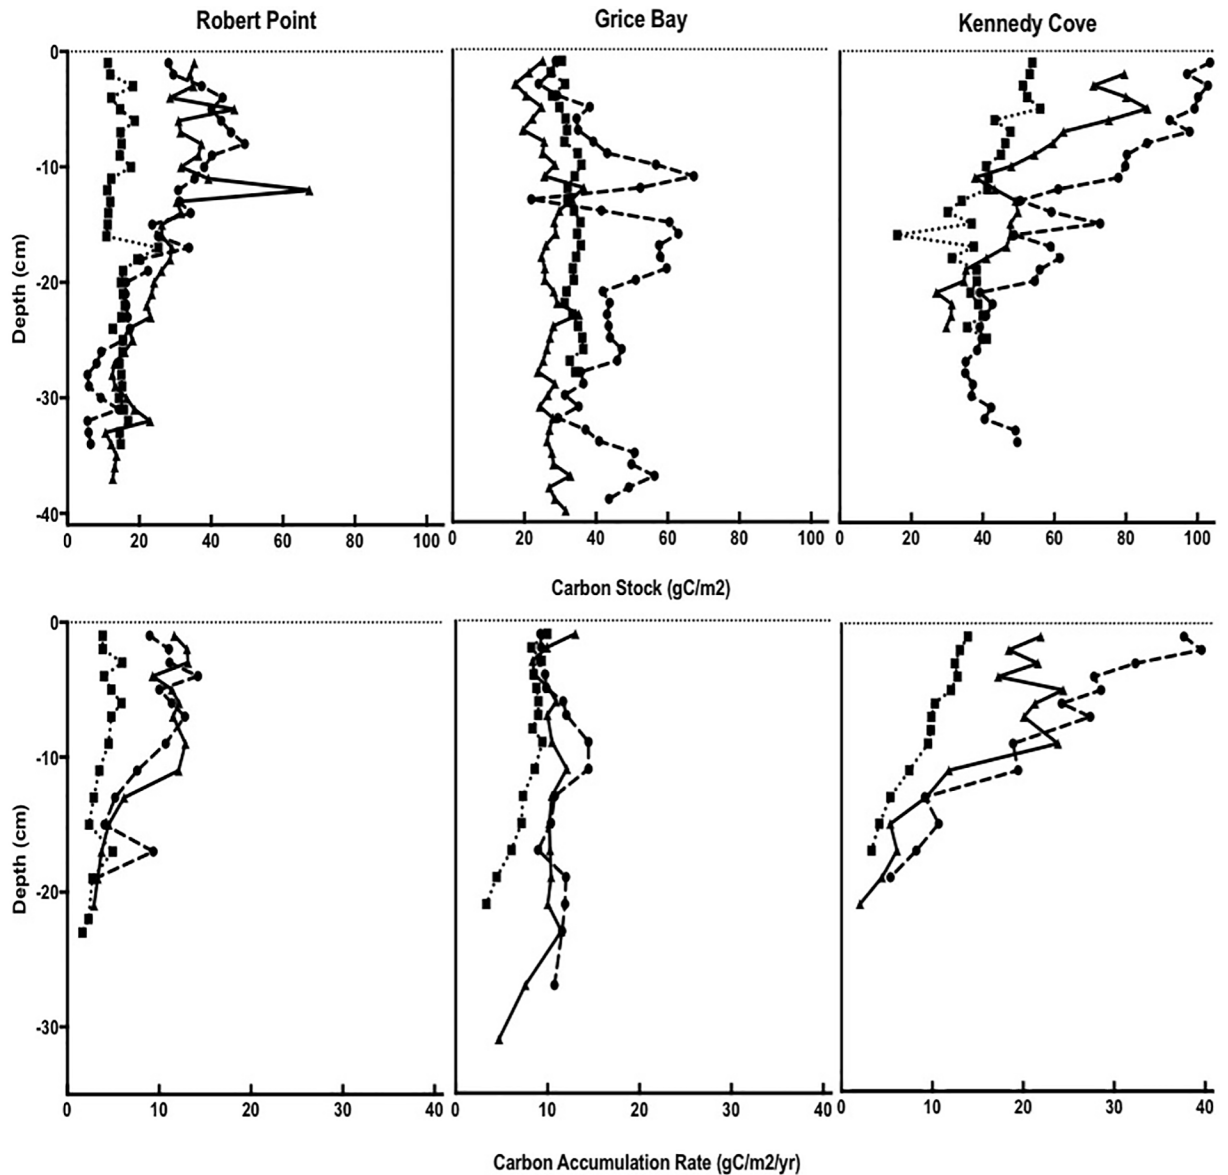 Robert Point
Grice Bay
Kennedy Cove
0
-10
-20
-30
-40
Depth (cm)
0 20 40 60 80 100
0 20 40 60 80 100
20 40 60 80 100
Carbon Stock (gC/m2)
0
-10
-20
-30
Depth (cm)
0 10 20 30 40
0 10 20 30 40
0 10 20 30 40
Carbon Accumulation Rate (gC/m2/yr)